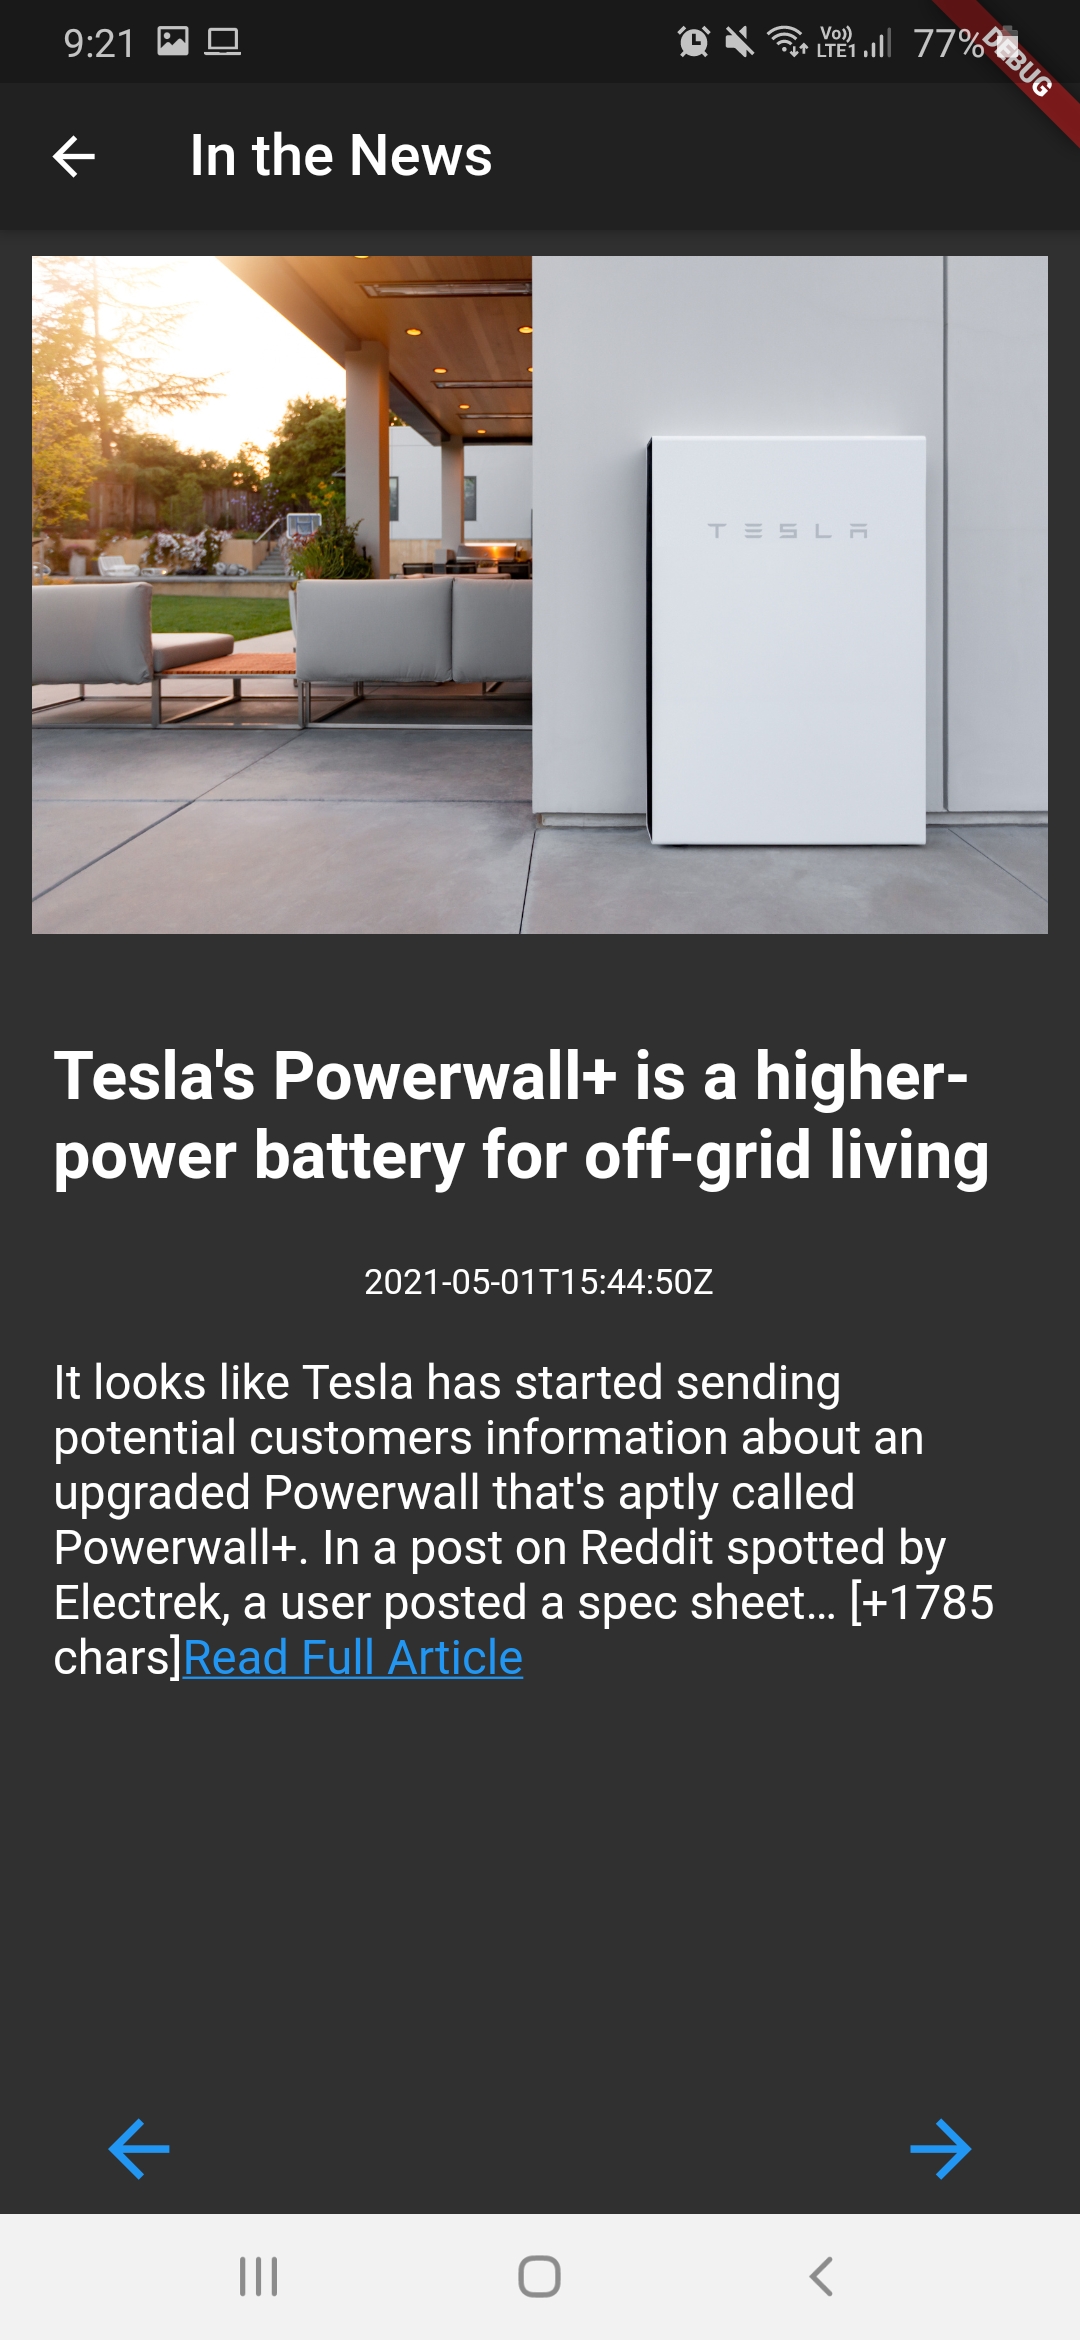 9:21
Vo)) LTE1
77%
DEBUG
In the News
TESLA
Tesla's Powerwall+ is a higher-
power battery for off-grid living
2021-05-01T15:44:50Z
It looks like Tesla has started sending
potential customers information about an
upgraded Powerwall that's aptly called
Powerwall+. In a post on Reddit spotted by
Electrek, a user posted a spec sheet… [+1785
chars]Read Full Article